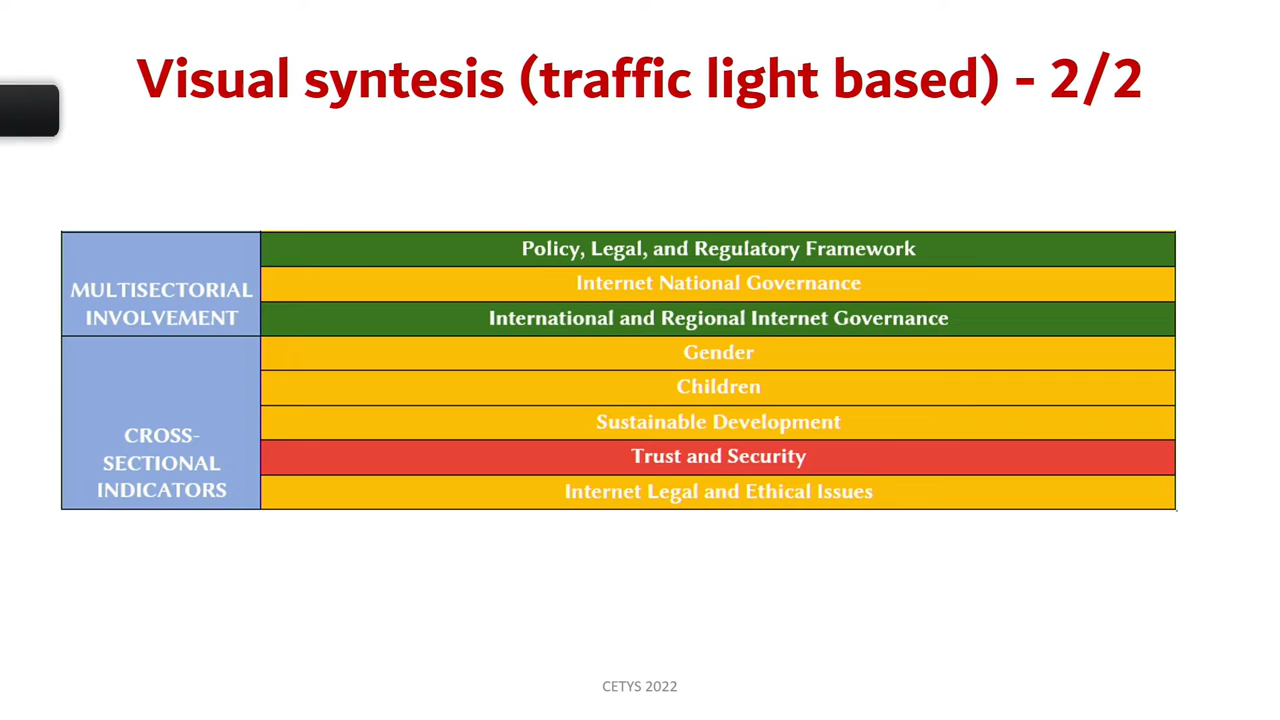 Visual syntesis (traffic light based) - 2/2
MULTISECTORIAL
INVOLVEMENT
Policy, Legal, and Regulatory Framework
Internet National Governance
International and Regional Internet Governance
CROSS-
SECTIONAL
INDICATORS
Gender
Children
Sustainable Development
Trust and Security
Internet Legal and Ethical Issues
CETYS 2022